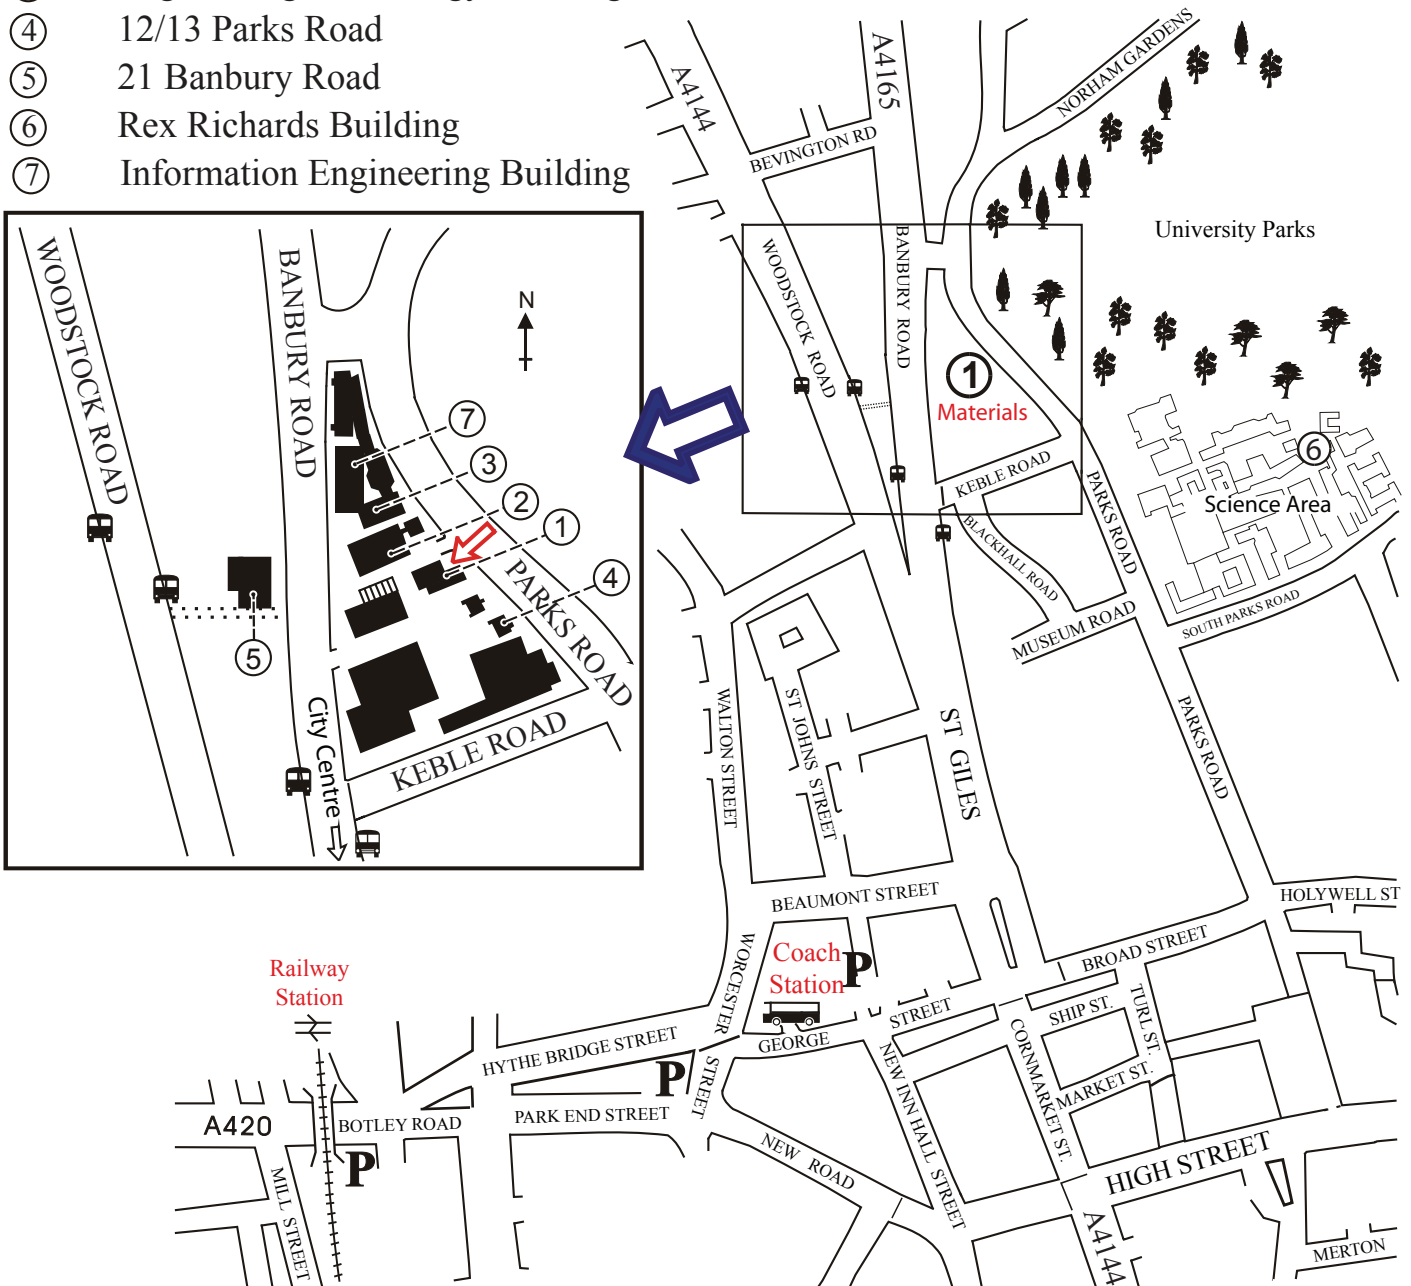 ④ 12/13 Parks Road
⑤ 21 Banbury Road
⑥ Rex Richards Building
⑦ Information Engineering Building
WOODSTOCK ROAD
BANBURY ROAD
N
7
3
2
1
4
5
PARKS ROAD
KEBLE ROAD
City Centre
A4144
A4165
NORHAM GARDENS
BEVINGTON RD
University Parks
WOODSTOCK ROAD
BANBURY ROAD
1
Materials
KEBLE ROAD
6
Science Area
PARKS ROAD
BLACKHALL ROAD
MUSEUM ROAD
SOUTH PARKS ROAD
WALTON STREET
ST JOHNS STREET
ST GILES
PARKS ROAD
BEAUMONT STREET
HOLYWELL ST
BROAD STREET
WORCESTER
STREET
Coach
Station
P
Railway
Station
GEORGE
STREET
SHIP ST.
TURL ST.
MARKET ST.
CORNMARKET ST.
NEW INN HALL STREET
HYTHE BRIDGE STREET
P
PARK END STREET
A420
BOTLEY ROAD
P
NEW ROAD
HIGH STREET
MILL STREET
A4144
MERTON